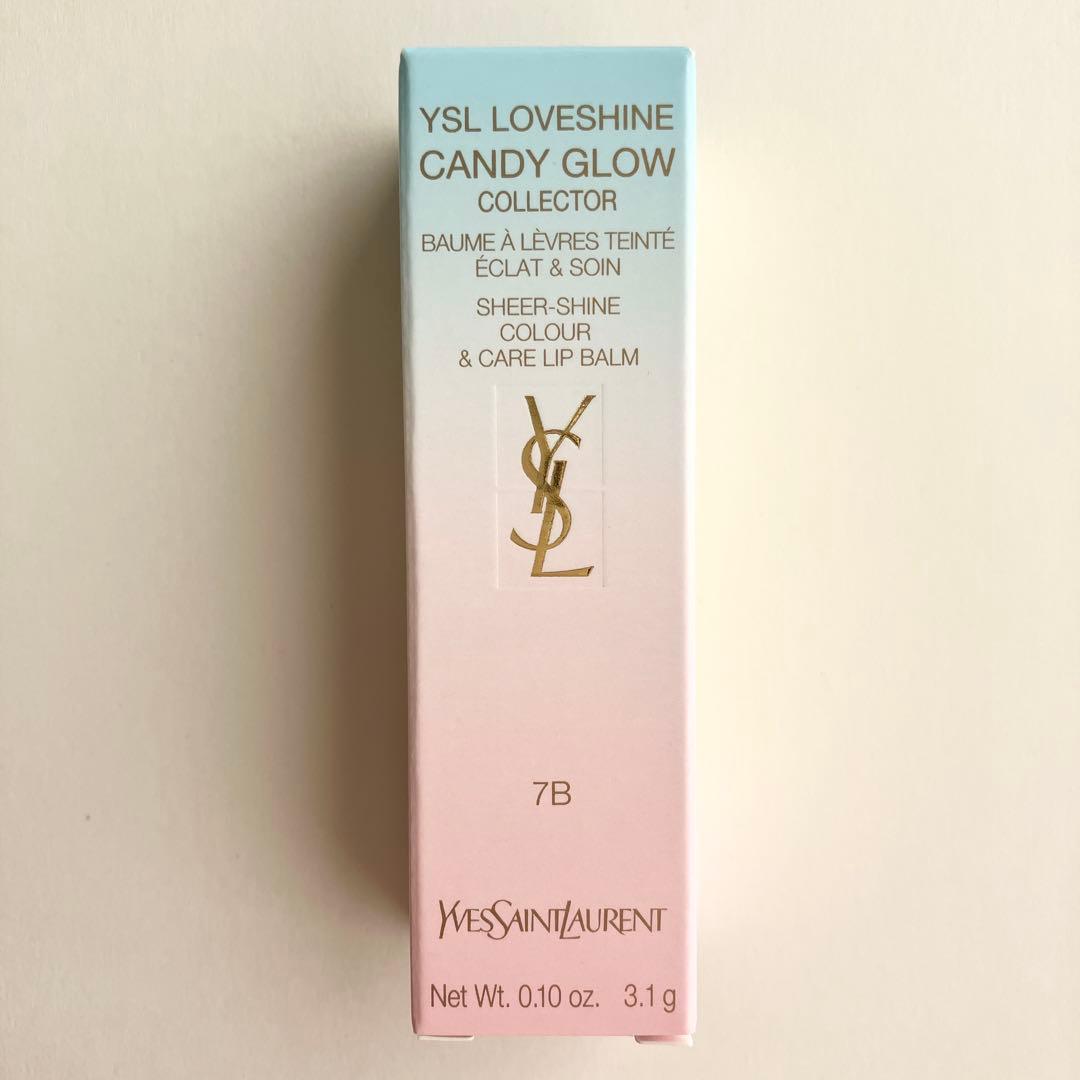 YSL LOVESHINE
CANDY GLOW
COLLECTOR
BAUME À LÈVRES TEINTÉ
ÉCLAT & SOIN
SHEER-SHINE
COLOUR
& CARE LIP BALM
YSL
7B
YVESSAINTLAURENT
Net Wt. 0.10 oz. 3.1 g